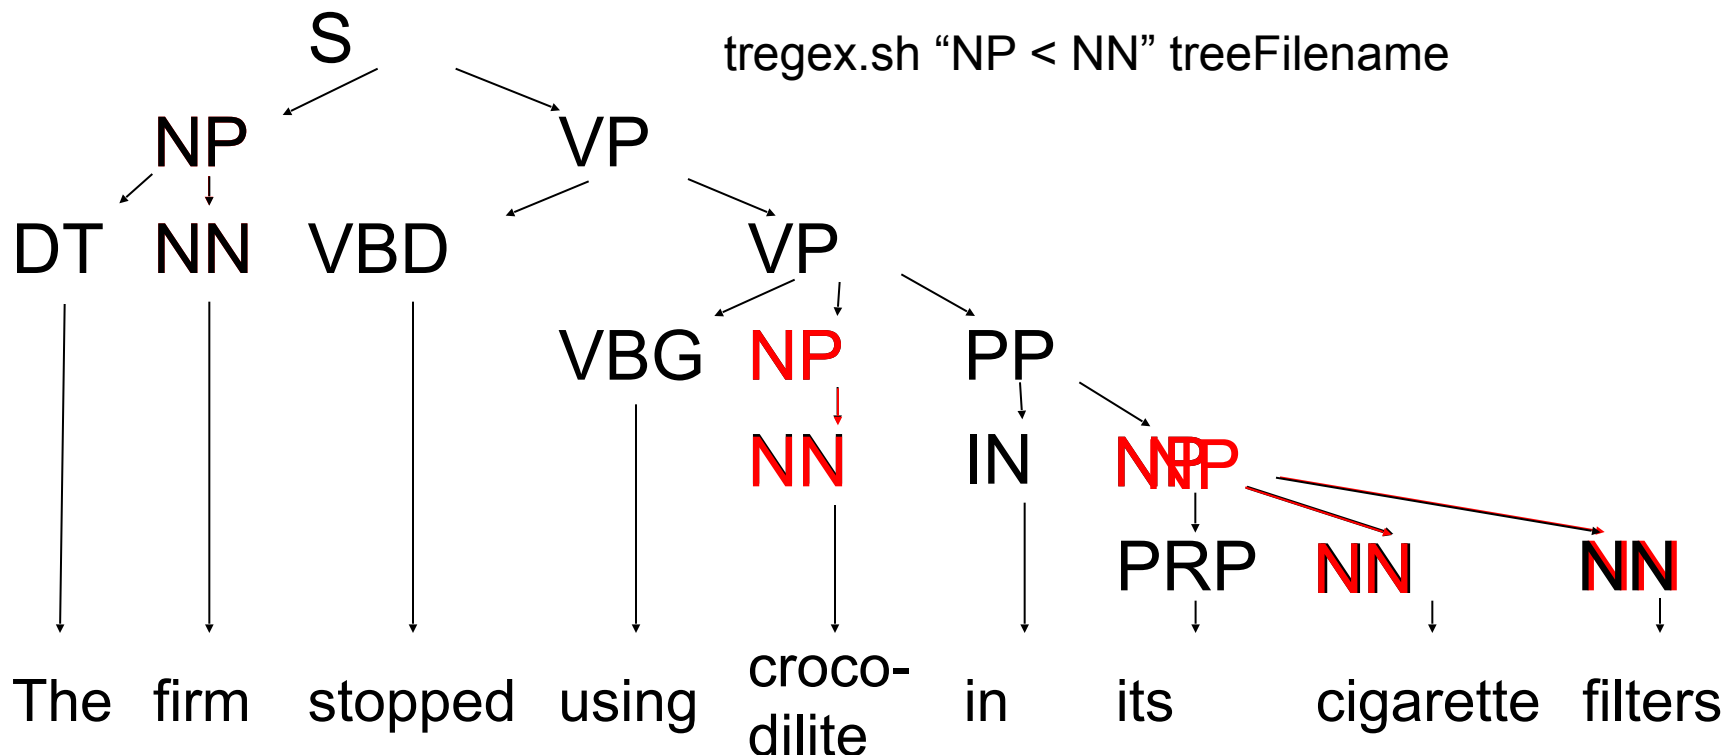 S
tregex.sh “NP < NN” treeFilename
NP VP
DT NN VBD VP
VBG NP PP
NN IN NP
PRP NN NN
The firm stopped using croco-
dilite in its cigarette filters